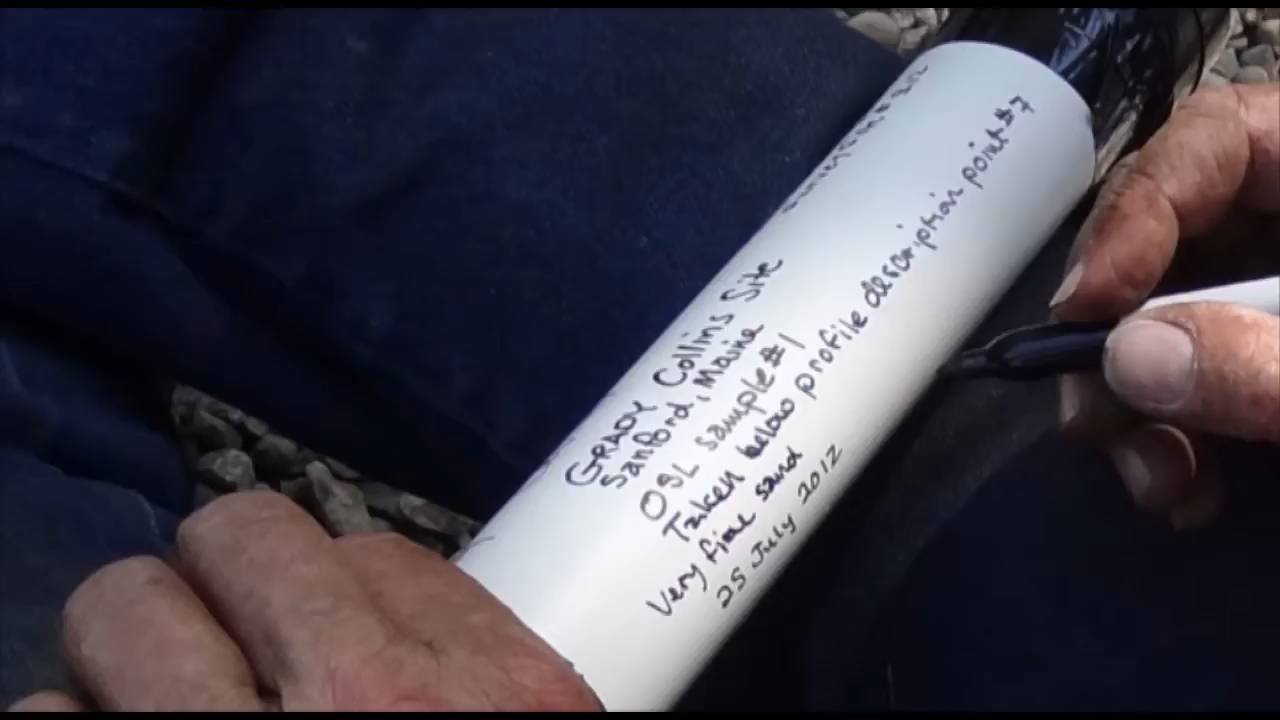 GRADY Collins Site
Sanford, Maine
OSL sample #1
Taken below profile description point #7
Very fine sand
25 July 2012